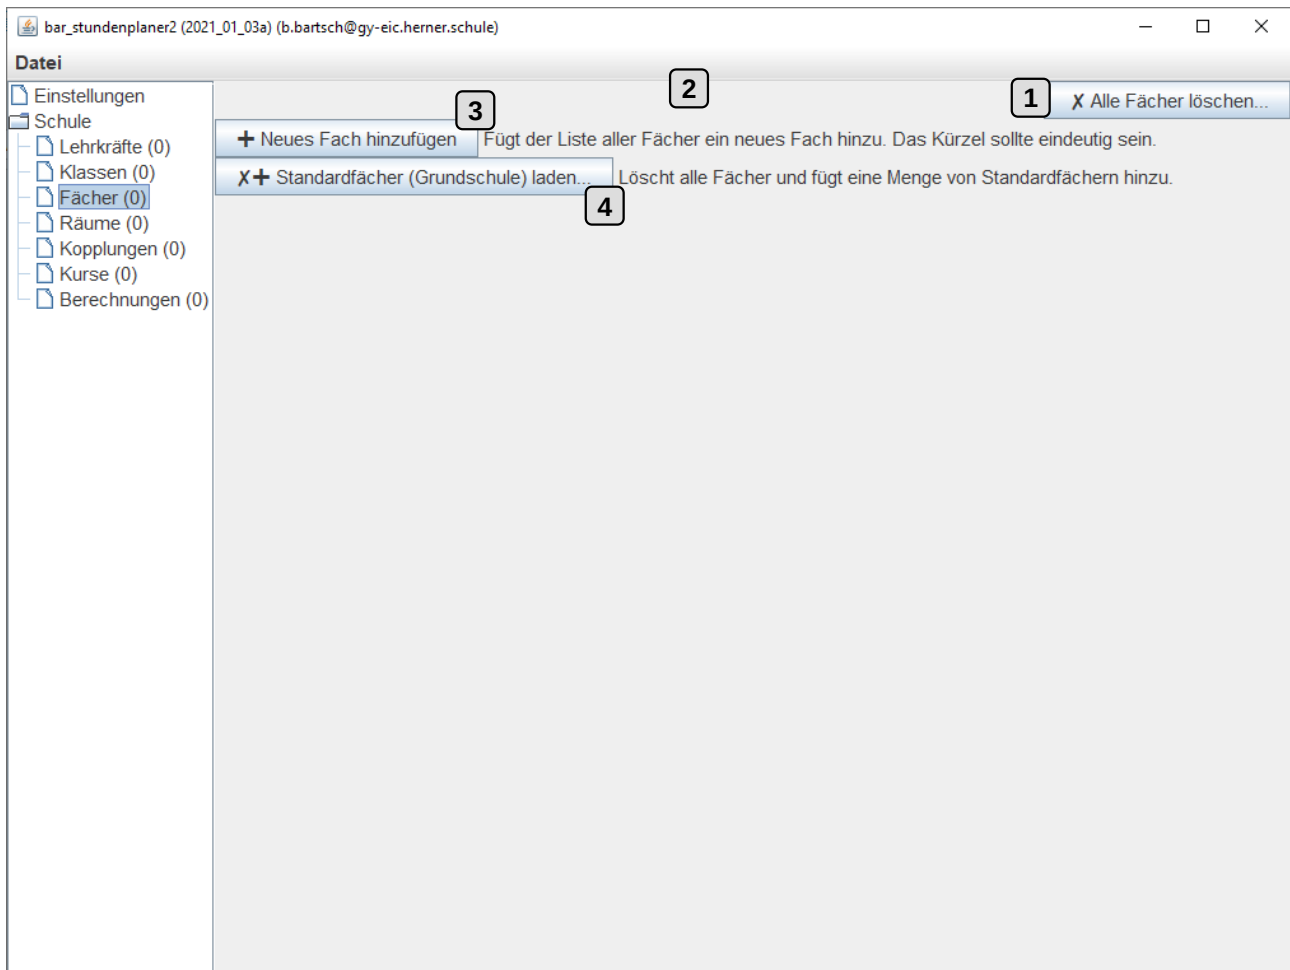 bar_stundenplaner2 (2021_01_03a) (b.bartsch@gy-eic.herner.schule)
Datei
Einstellungen
Schule
Lehrkräfte (0)
Klassen (0)
Fächer (0)
Räume (0)
Kopplungen (0)
Kurse (0)
Berechnungen (0)
2
1
✗ Alle Fächer löschen...
3
+ Neues Fach hinzufügen Fügt der Liste aller Fächer ein neues Fach hinzu. Das Kürzel sollte eindeutig sein.
✗+ Standardfächer (Grundschule) laden... Löscht alle Fächer und fügt eine Menge von Standardfächern hinzu.
4